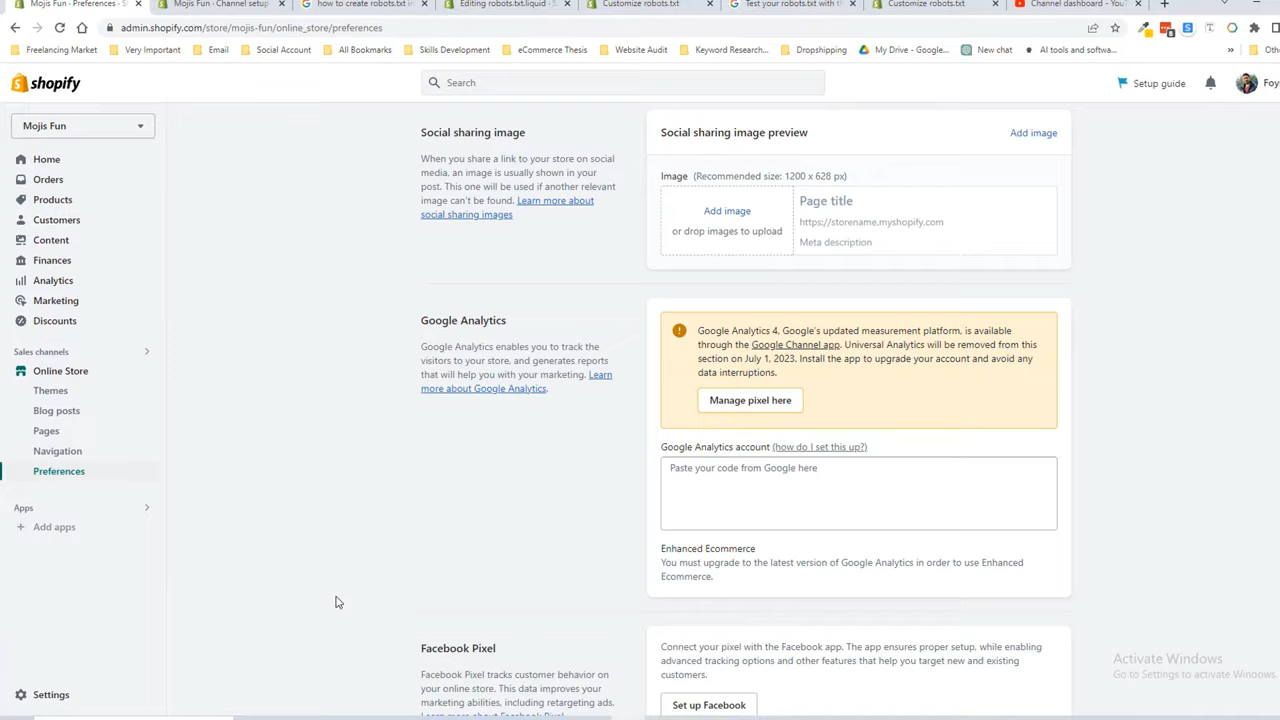 Mojis Fun - Preferences - S
Mojis Fun - Channel setup
how to create robots.txt in
Editing robots.txt.liquid
Customize robots.txt
Test your robots.txt with th
Customize robots.txt
Channel dashboard - YouT
admin.shopify.com/store/mojis-fun/online_store/preferences
Freelancing Market
Very Important
Email
Social Account
All Bookmarks
Skills Development
eCommerce Thesis
Website Audit
Keyword Research...
Dropshipping
My Drive - Google...
New chat
AI tools and softwa...
»
Oth
shopify
Search
Setup guide
Foy
Mojis Fun
Home
Orders
Products
Customers
Content
Finances
Analytics
Marketing
Discounts
Sales channels
Online Store
Themes
Blog posts
Pages
Navigation
Preferences
Apps
+ Add apps
Settings
Social sharing image
When you share a link to your store on social
media, an image is usually shown in your
post. This one will be used if another relevant
image can't be found. Learn more about
social sharing images
Social sharing image preview
Add image
Image (Recommended size: 1200 x 628 px)
Add image
or drop images to upload
Page title
https://storename.myshopify.com
Meta description
Google Analytics
Google Analytics enables you to track the
visitors to your store, and generates reports
that will help you with your marketing. Learn
more about Google Analytics.
Google Analytics 4, Google's updated measurement platform, is available
through the Google Channel app. Universal Analytics will be removed from this
section on July 1, 2023. Install the app to upgrade your account and avoid any
data interruptions.
Manage pixel here
Google Analytics account (how do I set this up?)
Paste your code from Google here
Enhanced Ecommerce
You must upgrade to the latest version of Google Analytics in order to use Enhanced
Ecommerce.
Facebook Pixel
Facebook Pixel tracks customer behavior on
your online store. This data improves your
marketing abilities, including retargeting ads.
Learn more about Facebook Pixel
Connect your pixel with the Facebook app. The app ensures proper setup, while enabling
advanced tracking options and other features that help you target new and existing
customers.
Set up Facebook
Activate Windows
Go to Settings to activate Windows.